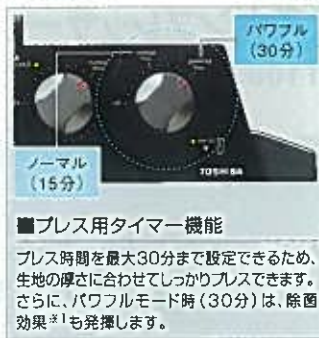 パワフル
(30分)
ノーマル
(15分)
TOSHIBA
■プレス用タイマー機能
プレス時間を最大30分まで設定できるため、
生地の厚さに合わせてしっかりプレスできます。
さらに、パワフルモード時(30分)は、除菌
効果※1も発揮します。